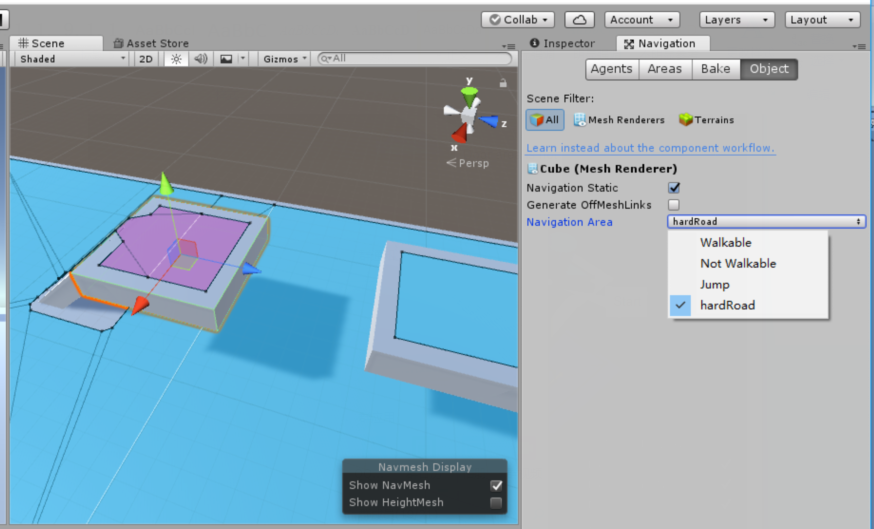 Collab Account Layers Layout
Scene Asset Store Inspector Navigation
Shaded 2D Gizmos All
Agents Areas Bake Object
Scene Filter:
All Mesh Renderers Terrains
Learn instead about the component workflow.
Cube (Mesh Renderer)
Navigation Static
Generate OffMeshLinks
Navigation Area hardRoad
Walkable
Not Walkable
Jump
hardRoad
y
z
x
Persp
Navmesh Display
Show NavMesh
Show HeightMesh